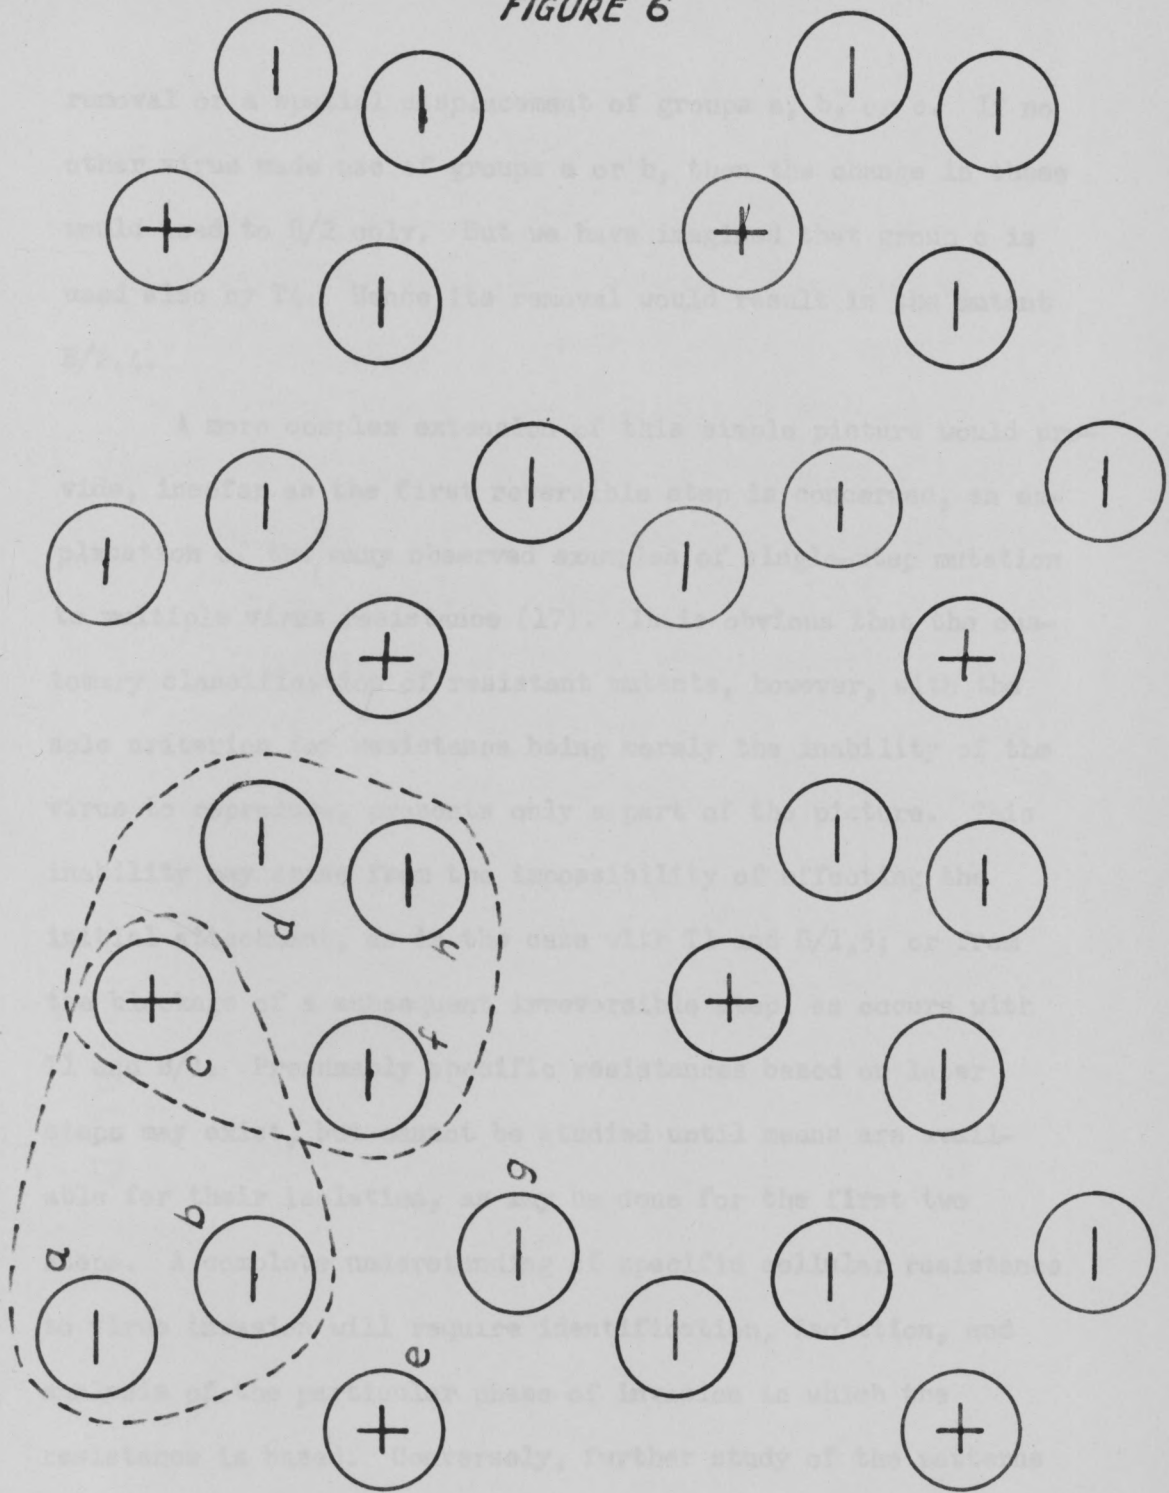 FIGURE 6
removal or a spatial displacement of groups a, b, or c. If no
other virus made use of groups a or b, then the change in these
would lead to B/2 only. But we have imagined that group c is
used also by T4. Hence its removal would result in the mutant
A more complex extension of this simple picture would pro-
vide, insofar as the first reversible step is concerned, an ex-
planation of the many observed examples of single-step mutation
to multiple virus resistance (17). It is obvious that the cus-
tomary classification of resistant mutants, however, with the
sole criterion for resistance being merely the inability of the
virus to reproduce, presents only a part of the picture. This
inability may arise from the impossibility of effecting the
initial attachment, as is the case with T1 and B/1,5; or from
the blockage of a subsequent irreversible step, as occurs with
Presumably specific resistances based on later
steps may exist, but cannot be studied until means are avail-
able for their isolation, as may be done for the first two
steps. A complete understanding of specific cellular resistance
to virus invasion will require identification, isolation, and
analysis of the particular phase of invasion in which the
resistance is based. Conversely, further study of the patterns
d
h
c
f
a
b
g
e